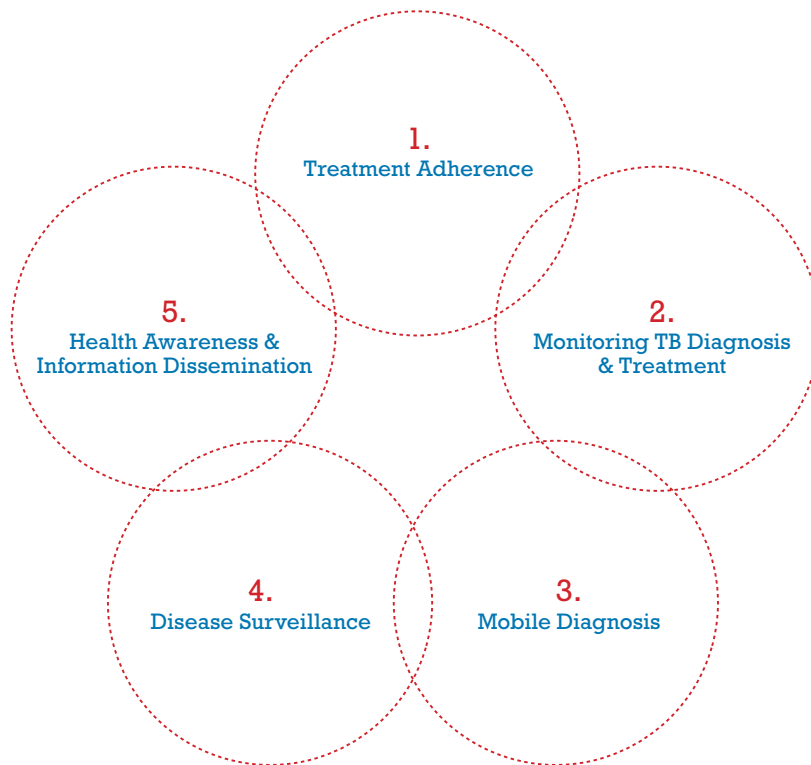 1.
Treatment Adherence
2.
Monitoring TB Diagnosis
& Treatment
3.
Mobile Diagnosis
4.
Disease Surveillance
5.
Health Awareness &
Information Dissemination